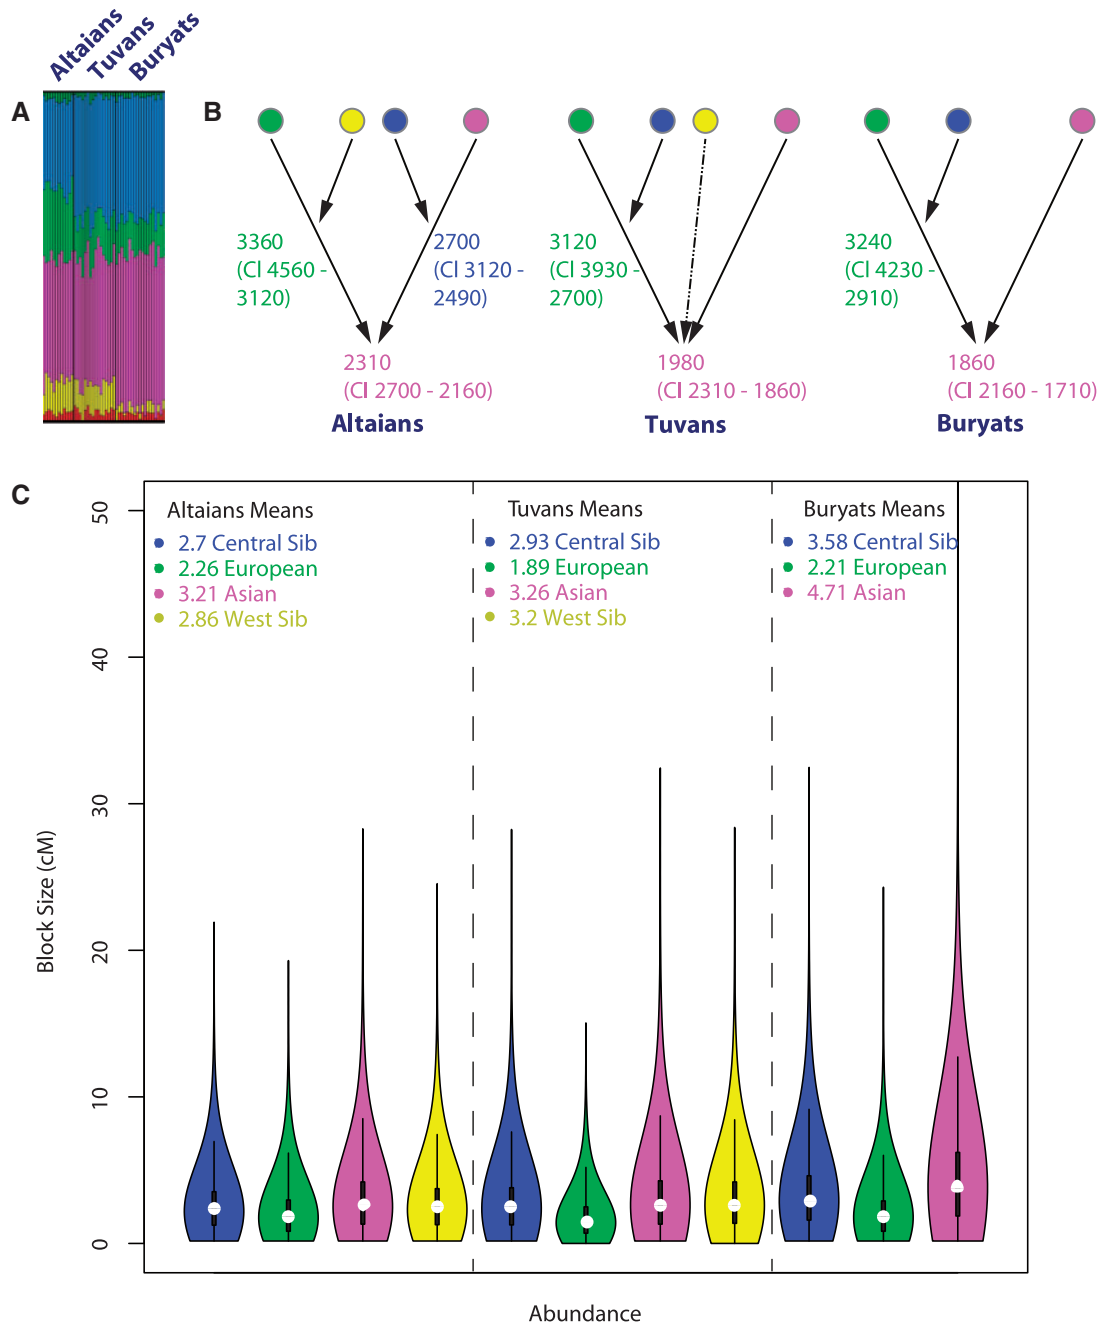 Altaians
Tuvans
Buryats
A
B
3360
(CI 4560 -
3120)
2700
(CI 3120 -
2490)
2310
(CI 2700 - 2160)
Altaians
3120
(CI 3930 -
2700)
1980
(CI 2310 - 1860)
Tuvans
3240
(CI 4230 -
2910)
1860
(CI 2160 - 1710)
Buryats
C
Altaians Means
2.7 Central Sib
2.26 European
3.21 Asian
2.86 West Sib
Tuvans Means
2.93 Central Sib
1.89 European
3.26 Asian
3.2 West Sib
Buryats Means
3.58 Central Sib
2.21 European
4.71 Asian
50
40
30
20
10
0
Block Size (cM)
Abundance